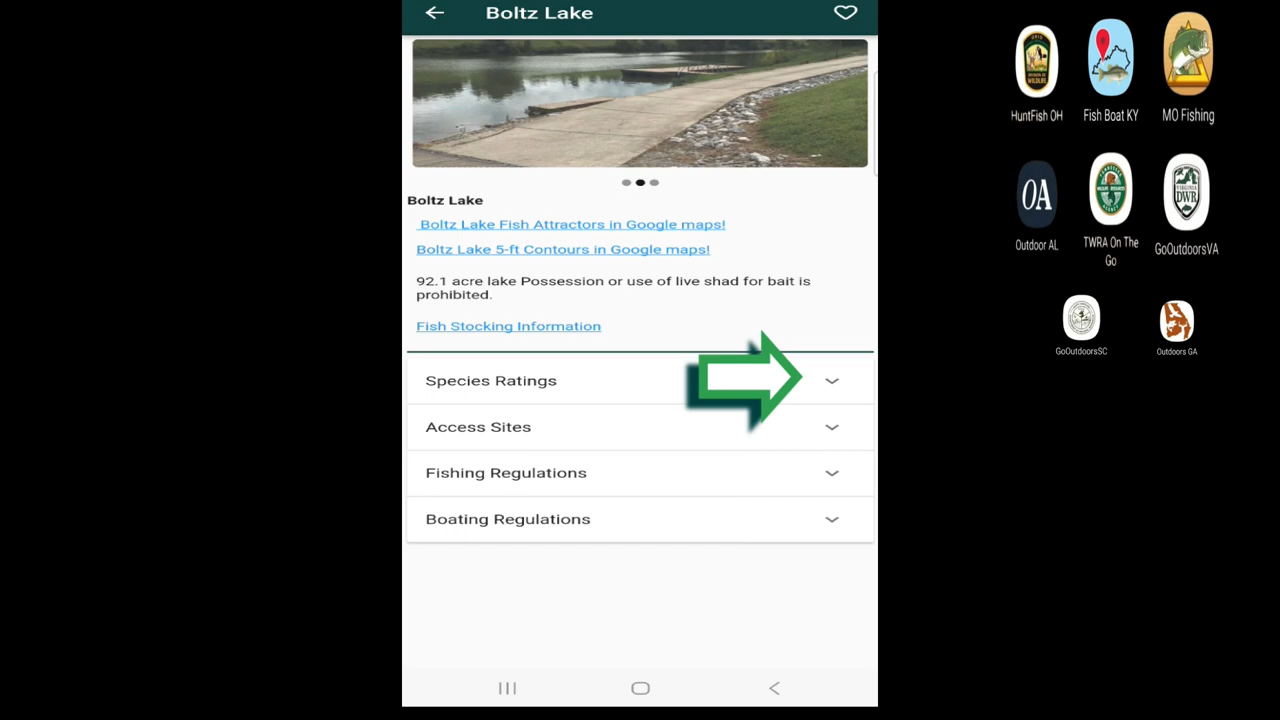 Boltz Lake
Boltz Lake
Boltz Lake Fish Attractors in Google maps!
Boltz Lake 5-ft Contours in Google maps!
92.1 acre lake Possession or use of live shad for bait is
prohibited.
Fish Stocking Information
Species Ratings
Access Sites
Fishing Regulations
Boating Regulations
HuntFish OH
Fish Boat KY
MO Fishing
OA
VIRGINIA
DWR
Outdoor AL
TWRA On The
Go
GoOutdoorsVA
GoOutdoorsSC
Outdoors GA